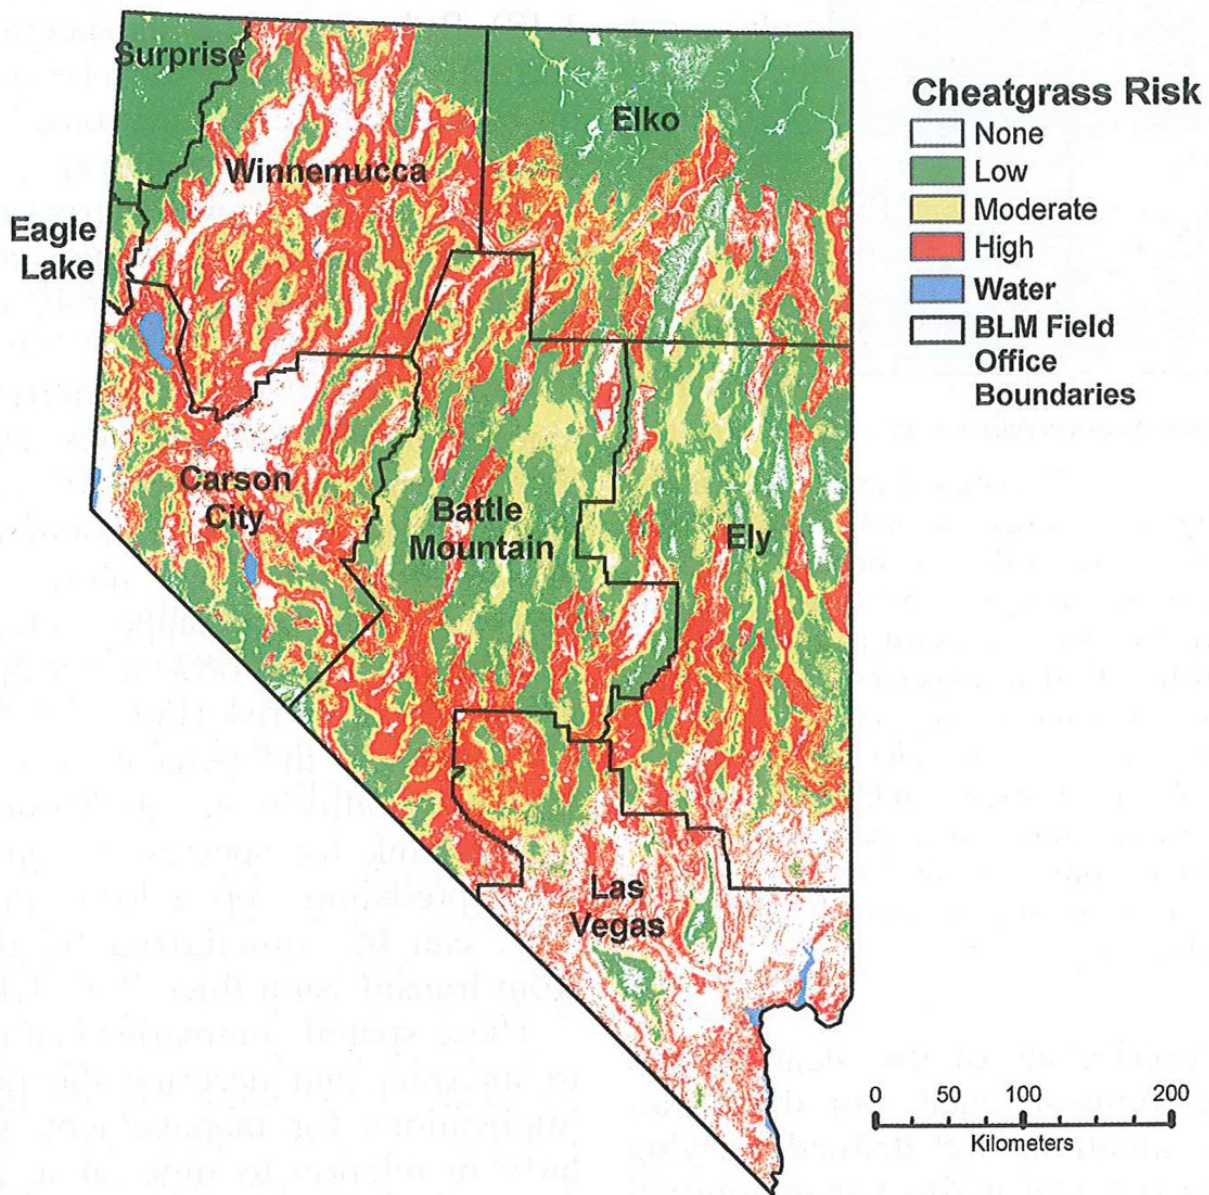 Surprise
Elko
Winnemucca
Eagle
Lake
Carson
City
Battle
Mountain
Ely
Las
Vegas
Cheatgrass Risk
None
Low
Moderate
High
Water
BLM Field
Office
Boundaries
0 50 100 200
Kilometers